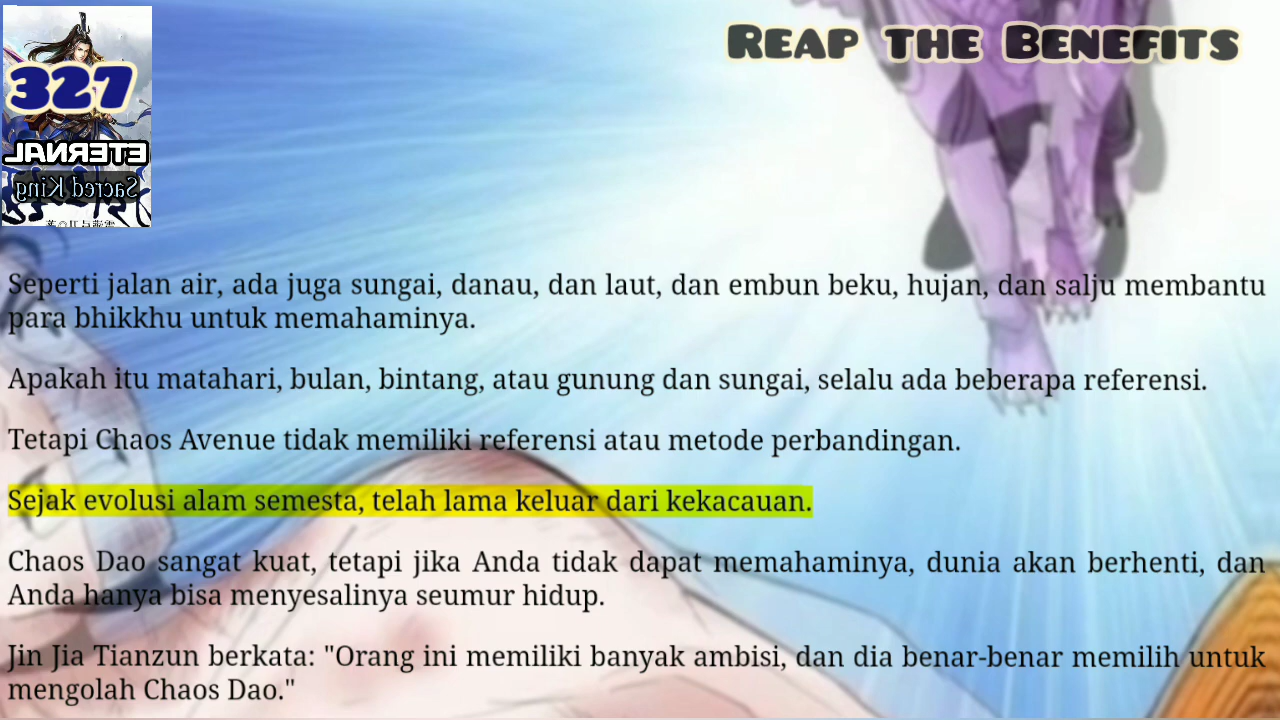 Reap the Benefits
327
ETERNAL
Sacred King
Seperti jalan air, ada juga sungai, danau, dan laut, dan embun beku, hujan, dan salju membantu
para bhikkhu untuk memahaminya.
Apakah itu matahari, bulan, bintang, atau gunung dan sungai, selalu ada beberapa referensi.
Tetapi Chaos Avenue tidak memiliki referensi atau metode perbandingan.
Sejak evolusi alam semesta, telah lama keluar dari kekacauan.
Chaos Dao sangat kuat, tetapi jika Anda tidak dapat memahaminya, dunia akan berhenti, dan
Anda hanya bisa menyesalinya seumur hidup.
Jin Jia Tianzun berkata: "Orang ini memiliki banyak ambisi, dan dia benar-benar memilih untuk
mengolah Chaos Dao."